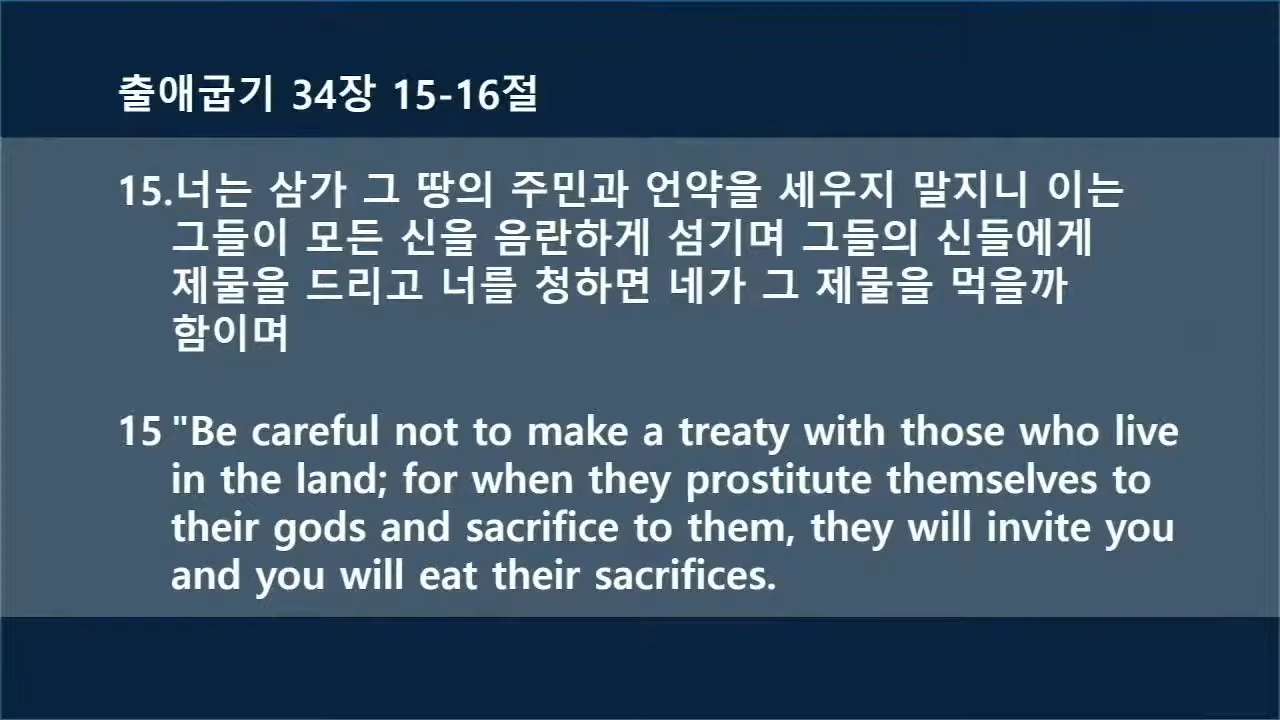 출애굽기 34장 15-16절
15.너는 삼가 그 땅의 주민과 언약을 세우지 말지니 이는
그들이 모든 신을 음란하게 섬기며 그들의 신들에게
제물을 드리고 너를 청하면 네가 그 제물을 먹을까
함이며
15 "Be careful not to make a treaty with those who live
in the land; for when they prostitute themselves to
their gods and sacrifice to them, they will invite you
and you will eat their sacrifices.